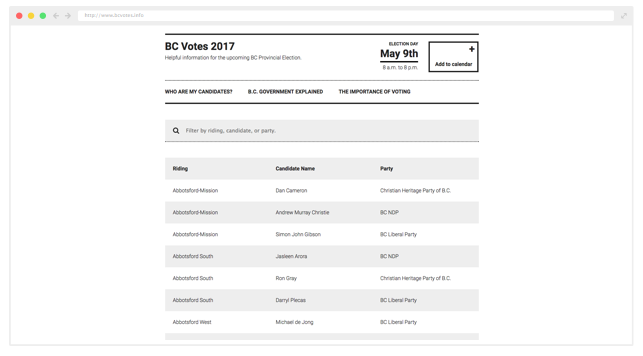 http://www.bcvotes.info
BC Votes 2017
Helpful information for the upcoming BC Provincial Election.
ELECTION DAY
May 9th
8 a.m. to 8 p.m.
+
Add to calendar
WHO ARE MY CANDIDATES? B.C. GOVERNMENT EXPLAINED THE IMPORTANCE OF VOTING
Filter by riding, candidate, or party.
Riding Candidate Name Party
Abbotsford-Mission Dan Cameron Christian Heritage Party of B.C.
Abbotsford-Mission Andrew Murray Christie BC NDP
Abbotsford-Mission Simon John Gibson BC Liberal Party
Abbotsford South Jasleen Arora BC NDP
Abbotsford South Ron Gray Christian Heritage Party of B.C.
Abbotsford South Darryl Plecas BC Liberal Party
Abbotsford West Michael de Jong BC Liberal Party